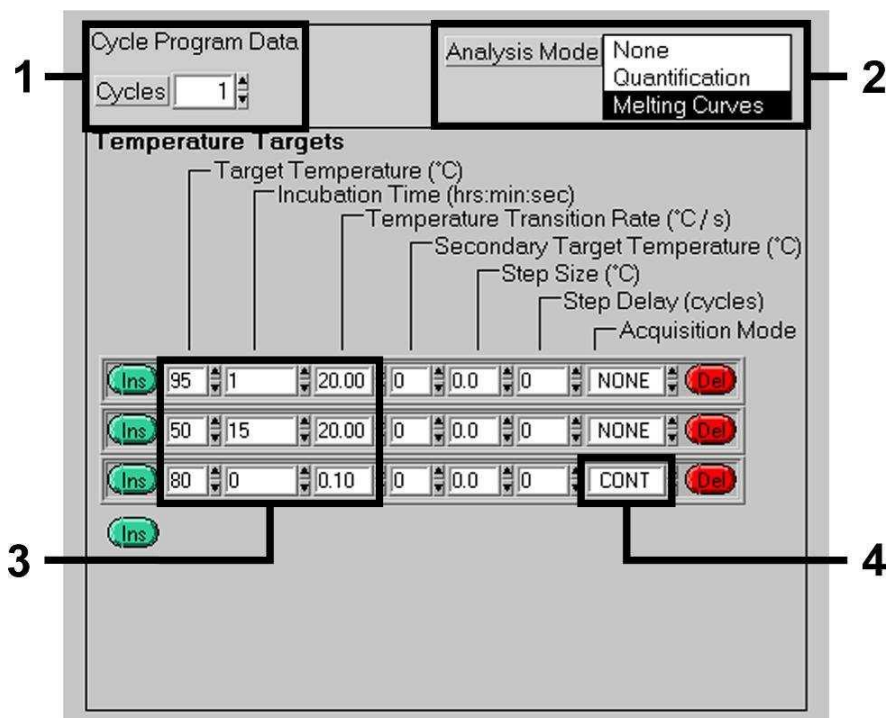 Cycle Program Data
1
Cycles 1
Analysis Mode None
Quantification
Melting Curves
2
Temperature Targets
Target Temperature (°C)
Incubation Time (hrs:min:sec)
Temperature Transition Rate (°C / s)
Secondary Target Temperature (°C)
Step Size (°C)
Step Delay (cycles)
Acquisition Mode
Ins 95 1 20.00 0 0.0 0 NONE Del
Ins 50 15 20.00 0 0.0 0 NONE Del
Ins 80 0 0.10 0 0.0 0 CONT Del
Ins
3
4